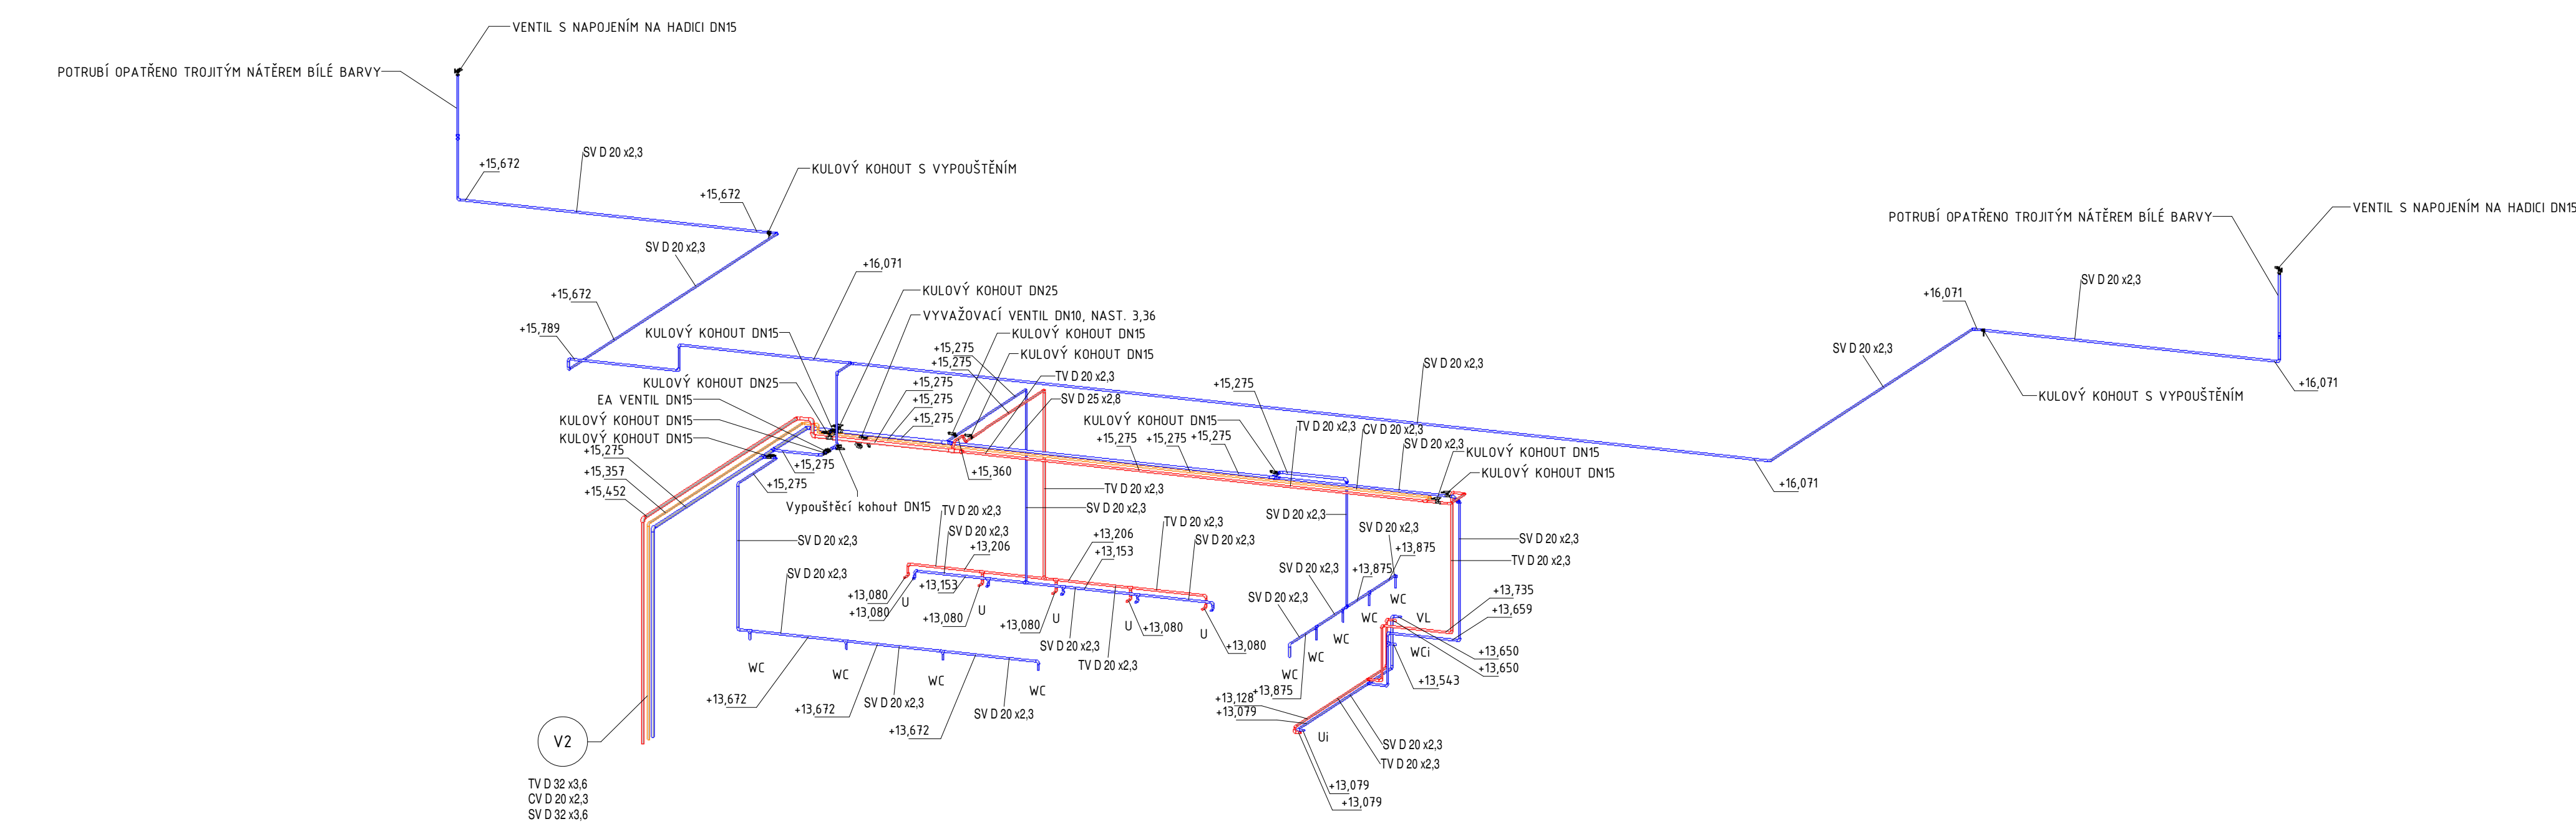 VENTIL S NAPOJENÍM NA HADICI DN15
POTRUBÍ OPATŘENO TROJITÝM NÁTĚREM BÍLÉ BARVY
SV D 20 x2,3
+15,672
KULOVÝ KOHOUT S VYPOUŠTĚNÍM
+15,672
VENTIL S NAPOJENÍM NA HADICI DN15
POTRUBÍ OPATŘENO TROJITÝM NÁTĚREM BÍLÉ BARVY
SV D 20 x2,3
+16,071
SV D 20 x2,3
+15,672
KULOVÝ KOHOUT DN25
+16,071
+15,789
VYVAŽOVACÍ VENTIL DN10, NAST. 3,36
KULOVÝ KOHOUT DN15
KULOVÝ KOHOUT DN15
+15,275
SV D 20 x2,3
KULOVÝ KOHOUT DN15
+15,275
SV D 20 x2,3
TV D 20 x2,3
KULOVÝ KOHOUT DN25
+15,275
+15,275
+16,071
EA VENTIL DN15
+15,275
SV D 25 x2,8
KULOVÝ KOHOUT S VYPOUŠTĚNÍM
KULOVÝ KOHOUT DN15
+15,275
KULOVÝ KOHOUT DN15
TV D 20 x2,3
CV D 20 x2,3
KULOVÝ KOHOUT DN15
+15,275
+15,275
+15,275
SV D 20 x2,3
+15,275
KULOVÝ KOHOUT DN15
+15,275
+15,357
+15,360
KULOVÝ KOHOUT DN15
+15,275
+16,071
+15,452
TV D 20 x2,3
Vypouštěcí kohout DN15
SV D 20 x2,3
TV D 20 x2,3
SV D 20 x2,3
TV D 20 x2,3
SV D 20 x2,3
SV D 20 x2,3
+13,206
SV D 20 x2,3
SV D 20 x2,3
SV D 20 x2,3
+13,206
+13,153
+13,875
TV D 20 x2,3
SV D 20 x2,3
SV D 20 x2,3
+13,875
+13,153
+13,080
+13,735
SV D 20 x2,3
WC
U
+13,080
U
+13,659
+13,080
U
WC
VL
+13,080
U
+13,080
U
WC
SV D 20 x2,3
+13,080
WC
WCi
+13,650
WC
WC
WC
TV D 20 x2,3
+13,650
WC
WC
+13,543
+13,672
SV D 20 x2,3
WC
+13,875
+13,128
+13,672
SV D 20 x2,3
+13,079
+13,672
V2
Ui
SV D 20 x2,3
TV D 20 x2,3
TV D 32 x3,6
CV D 20 x2,3
SV D 32 x3,6
+13,079
+13,079